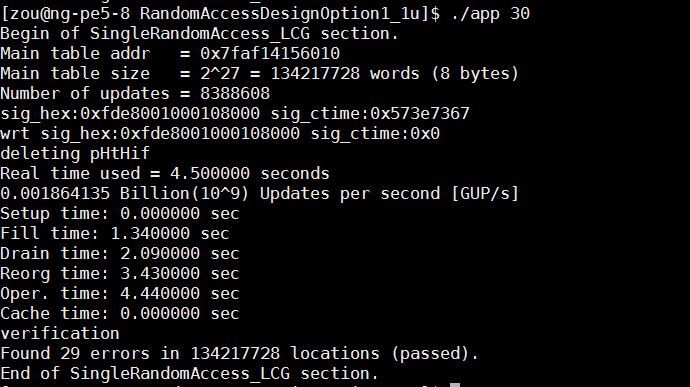 [zou@ng-pe5-8 RandomAccessDesignOption1_1u]$ ./app 30
Begin of SingleRandomAccess_LCG section.
Main table addr   = 0x7faf14156010
Main table size   = 2^27 = 134217728 words (8 bytes)
Number of updates = 8388608
sig_hex:0xfde8001000108000 sig_ctime:0x573e7367
wrt sig_hex:0xfde8001000108000 sig_ctime:0x0
deleting pHtHif
Real time used = 4.500000 seconds
0.001864135 Billion(10^9) Updates per second [GUP/s]
Setup time: 0.000000 sec
Fill time: 1.340000 sec
Drain time: 2.090000 sec
Reorg time: 3.430000 sec
Oper. time: 4.440000 sec
Cache time: 0.000000 sec
verification
Found 29 errors in 134217728 locations (passed).
End of SingleRandomAccess_LCG section.